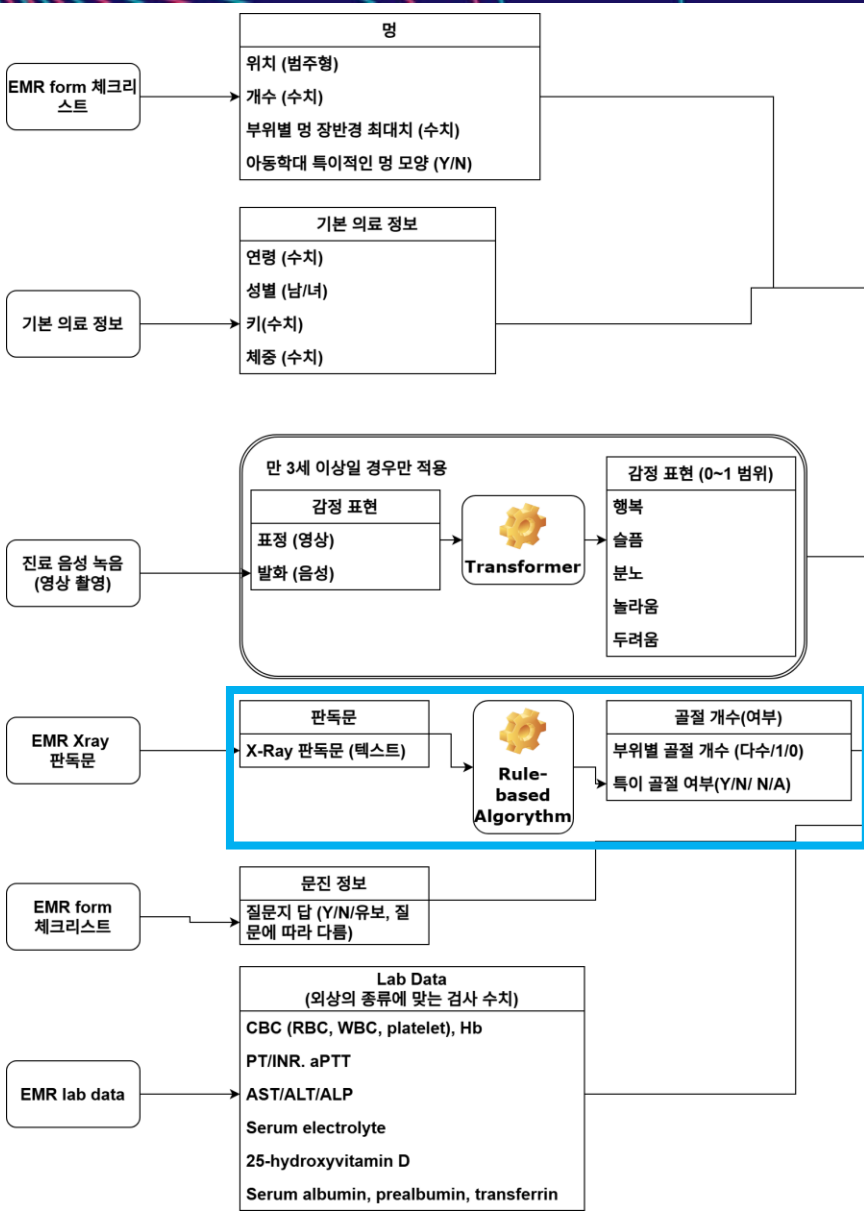 멍
EMR form 체크리
스트
위치 (범주형)
개수 (수치)
부위별 멍 장반경 최대치 (수치)
아동학대 특이적인 멍 모양 (Y/N)
기본 의료 정보
기본 의료 정보
연령 (수치)
성별 (남/녀)
키(수치)
체중 (수치)
진료 음성 녹음
(영상 촬영)
만 3세 이상일 경우만 적용
감정 표현
표정 (영상)
발화 (음성)
Transformer
감정 표현 (0~1 범위)
행복
슬픔
분노
놀라움
두려움
EMR Xray
판독문
판독문
X-Ray 판독문 (텍스트)
Rule-
based
Algorythm
골절 개수(여부)
부위별 골절 개수 (다수/1/0)
특이 골절 여부(Y/N/ N/A)
EMR form
체크리스트
문진 정보
질문지 답 (Y/N/유보, 질
문에 따라 다름)
EMR lab data
Lab Data
(외상의 종류에 맞는 검사 수치)
CBC (RBC, WBC, platelet), Hb
PT/INR. aPTT
AST/ALT/ALP
Serum electrolyte
25-hydroxyvitamin D
Serum albumin, prealbumin, transferrin